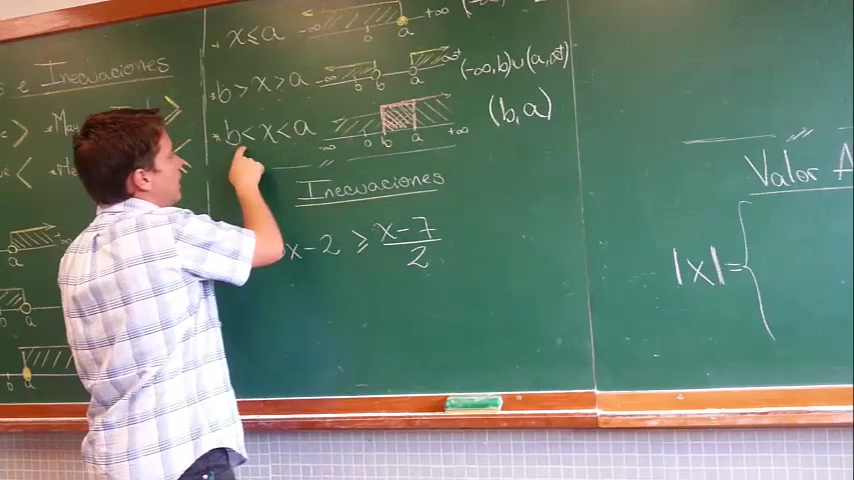 e Inecuaciones
* x ≤ a -∞ 0 a +∞
* b > x > a -∞ b 0 a ∞+ (-∞, b) ∪ (a, ∞+)
* b < x < a -∞ 0 b a +∞ (b, a)
Inecuaciones
x - 2 ≥ x-7/2
Valor A
|x| = {